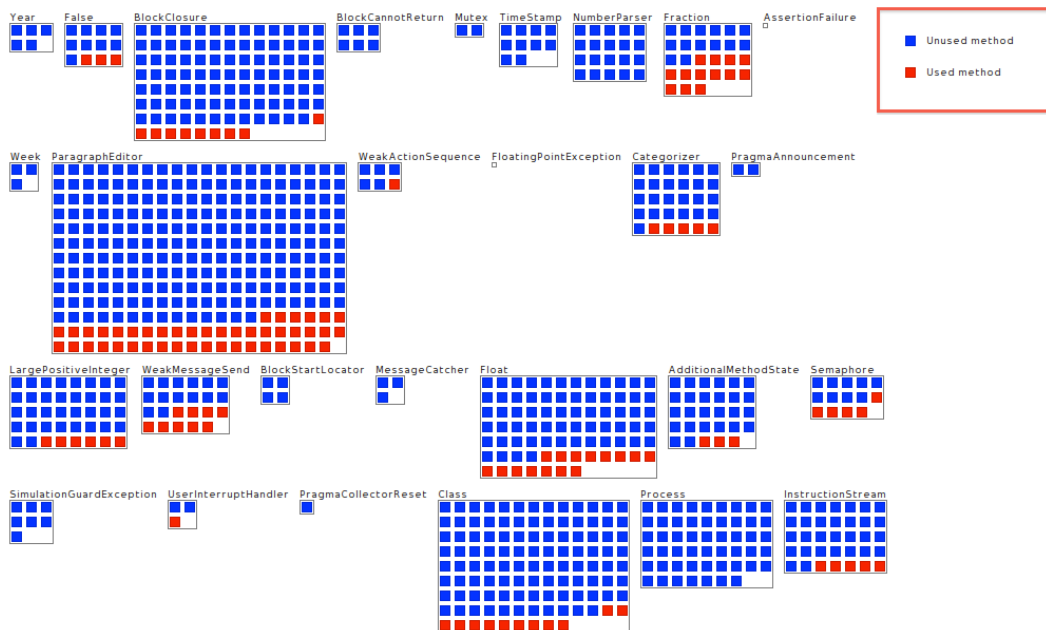 Year False BlockClosure BlockCannotReturn Mutex TimeStamp NumberParser Fraction AssertionFailure
Unused method
Used method
Week ParagraphEditor WeakActionSequence FloatingPointException Categorizer PragmaAnnouncement
LargePositiveInteger WeakMessageSend BlockStartLocator MessageCatcher Float AdditionalMethodState Semaphore
SimulationGuardException UserInterruptHandler PragmaCollectorReset Class Process InstructionStream